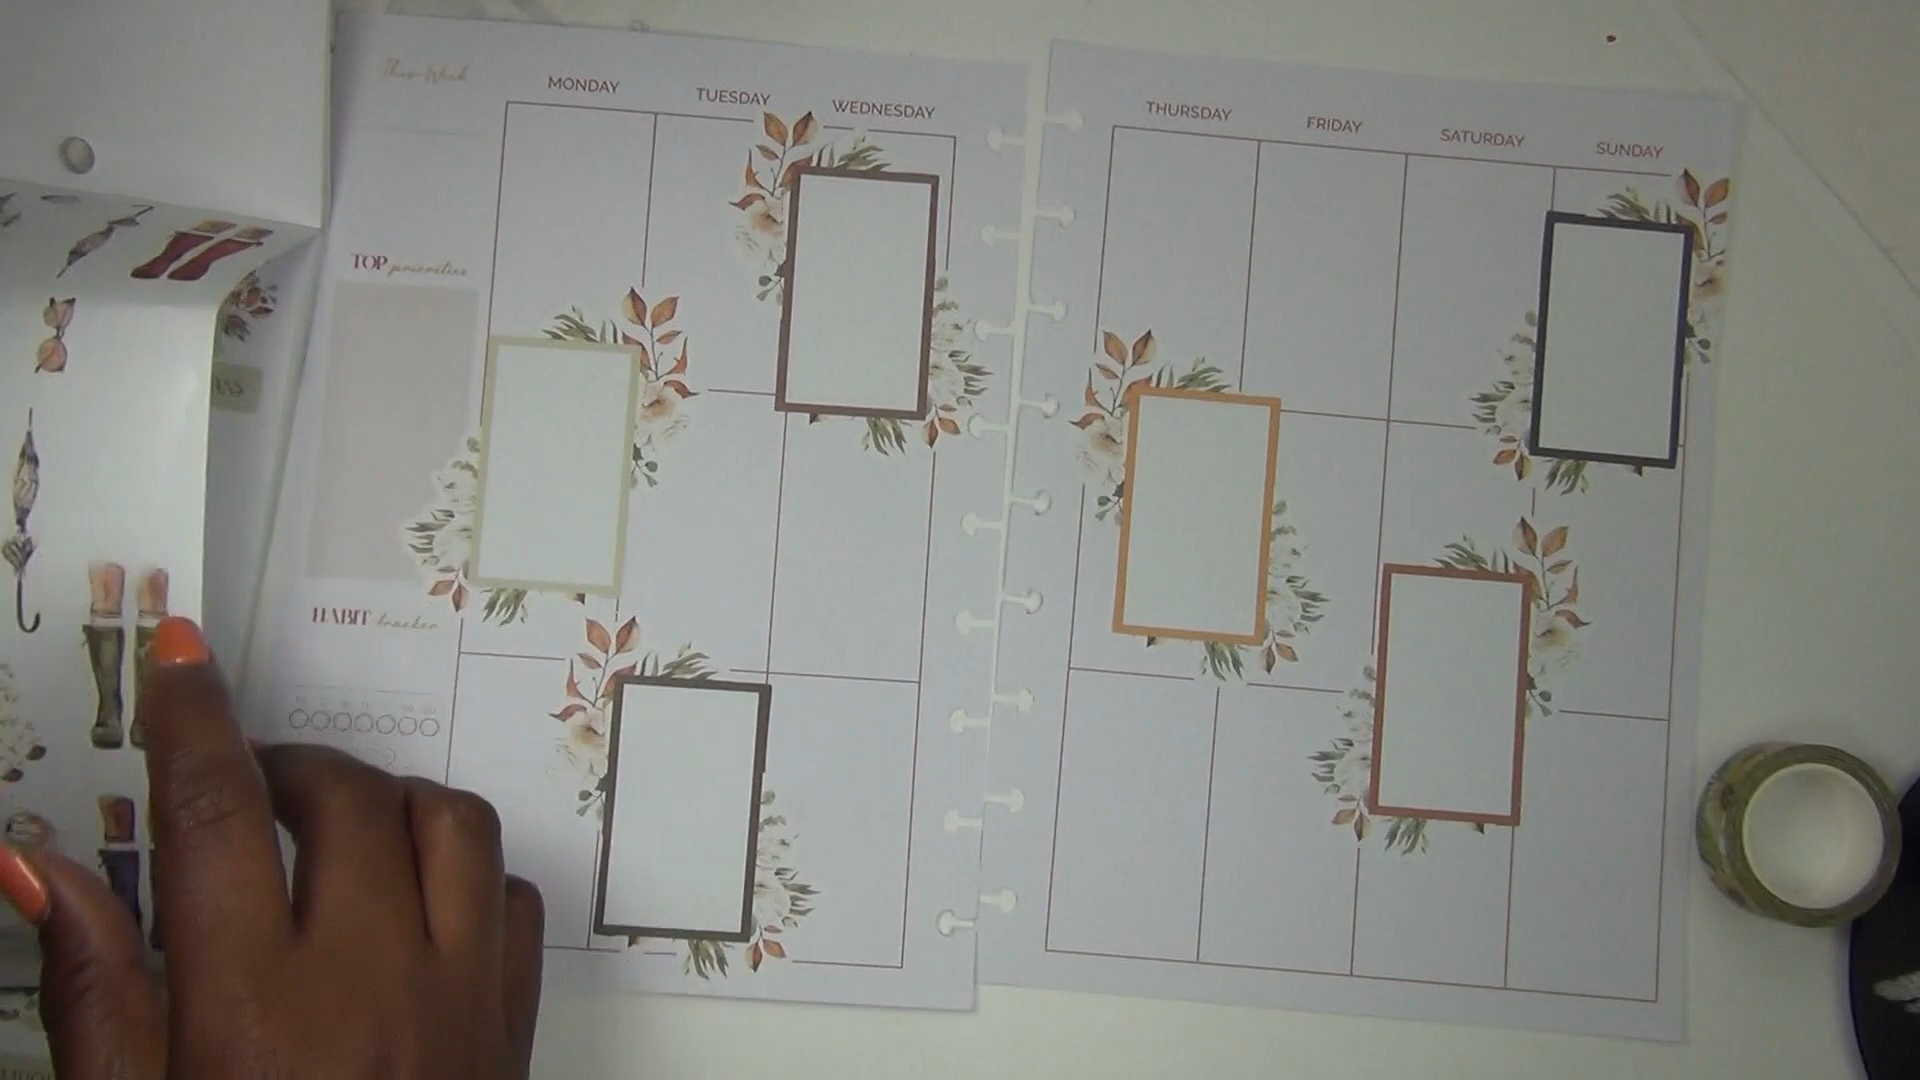 This Week
MONDAY
TUESDAY
WEDNESDAY
THURSDAY
FRIDAY
SATURDAY
SUNDAY
TOP priorities
HABIT tracker